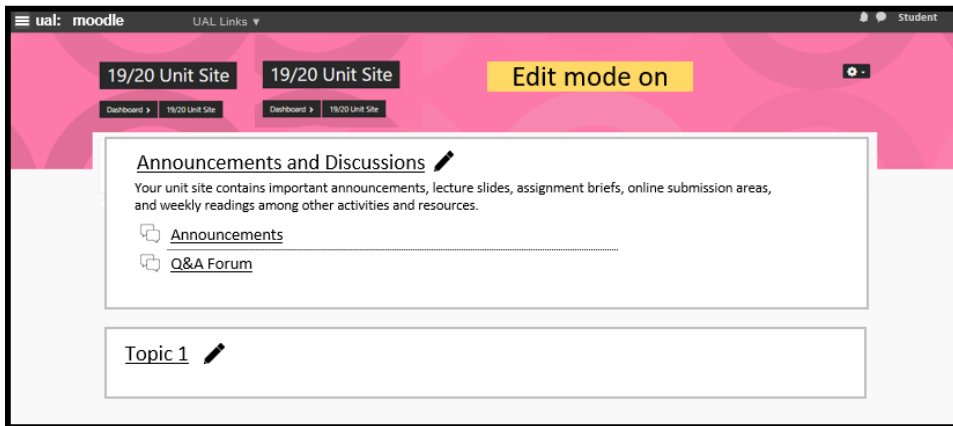 ual: moodle UAL Links ▼ Student
19/20 Unit Site 19/20 Unit Site Edit mode on
Dashboard > 19/20 Unit Site Dashboard > 19/20 Unit Site
Announcements and Discussions
Your unit site contains important announcements, lecture slides, assignment briefs, online submission areas,
and weekly readings among other activities and resources.
Announcements
Q&A Forum
Topic 1